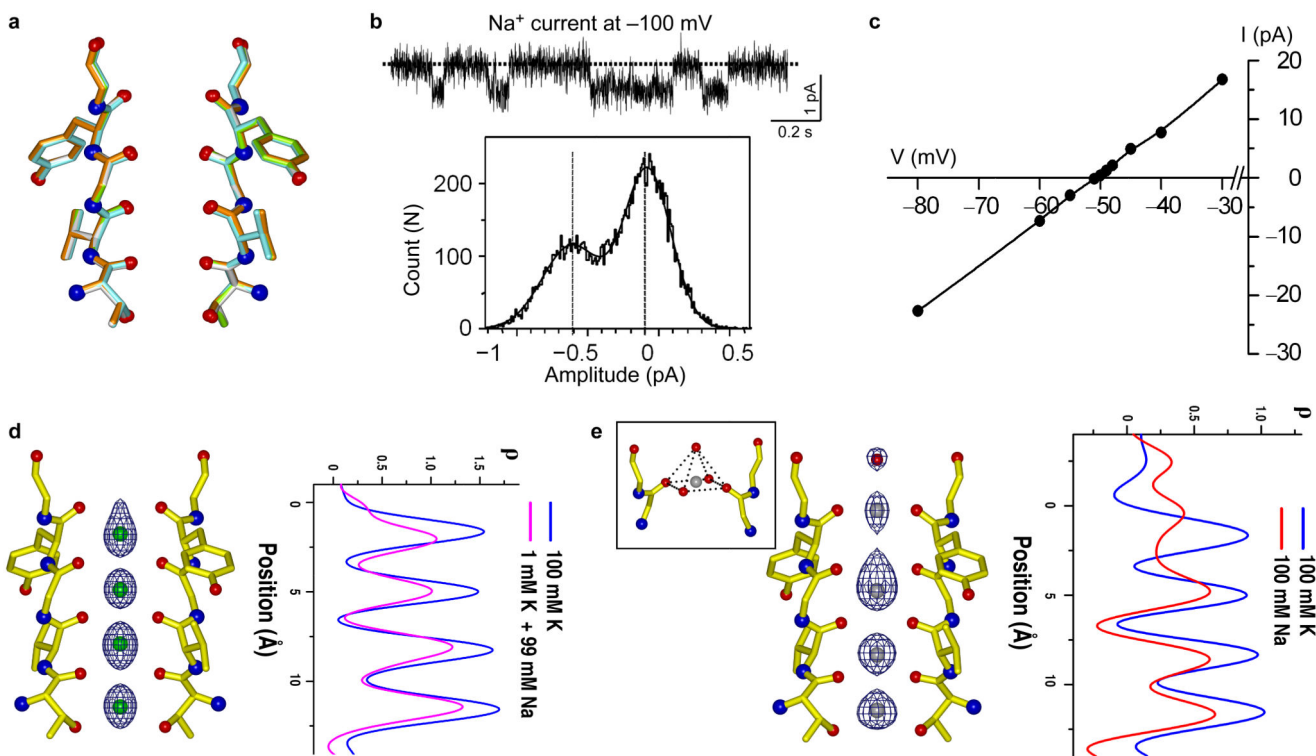 a
b
Na⁺ current at –100 mV
1 pA
0.2 s
200
100
0
Count (N)
−1
−0.5
0
0.5
Amplitude (pA)
c
I (pA)
20
10
0
−10
−20
−30
V (mV)
−80
−70
−60
−50
−40
−30
d
ρ
0
0.5
1.0
1.5
0
5
10
Position (Å)
100 mM K
1 mM K + 99 mM Na
e
ρ
0
0.5
1.0
0
5
10
Position (Å)
100 mM K
100 mM Na